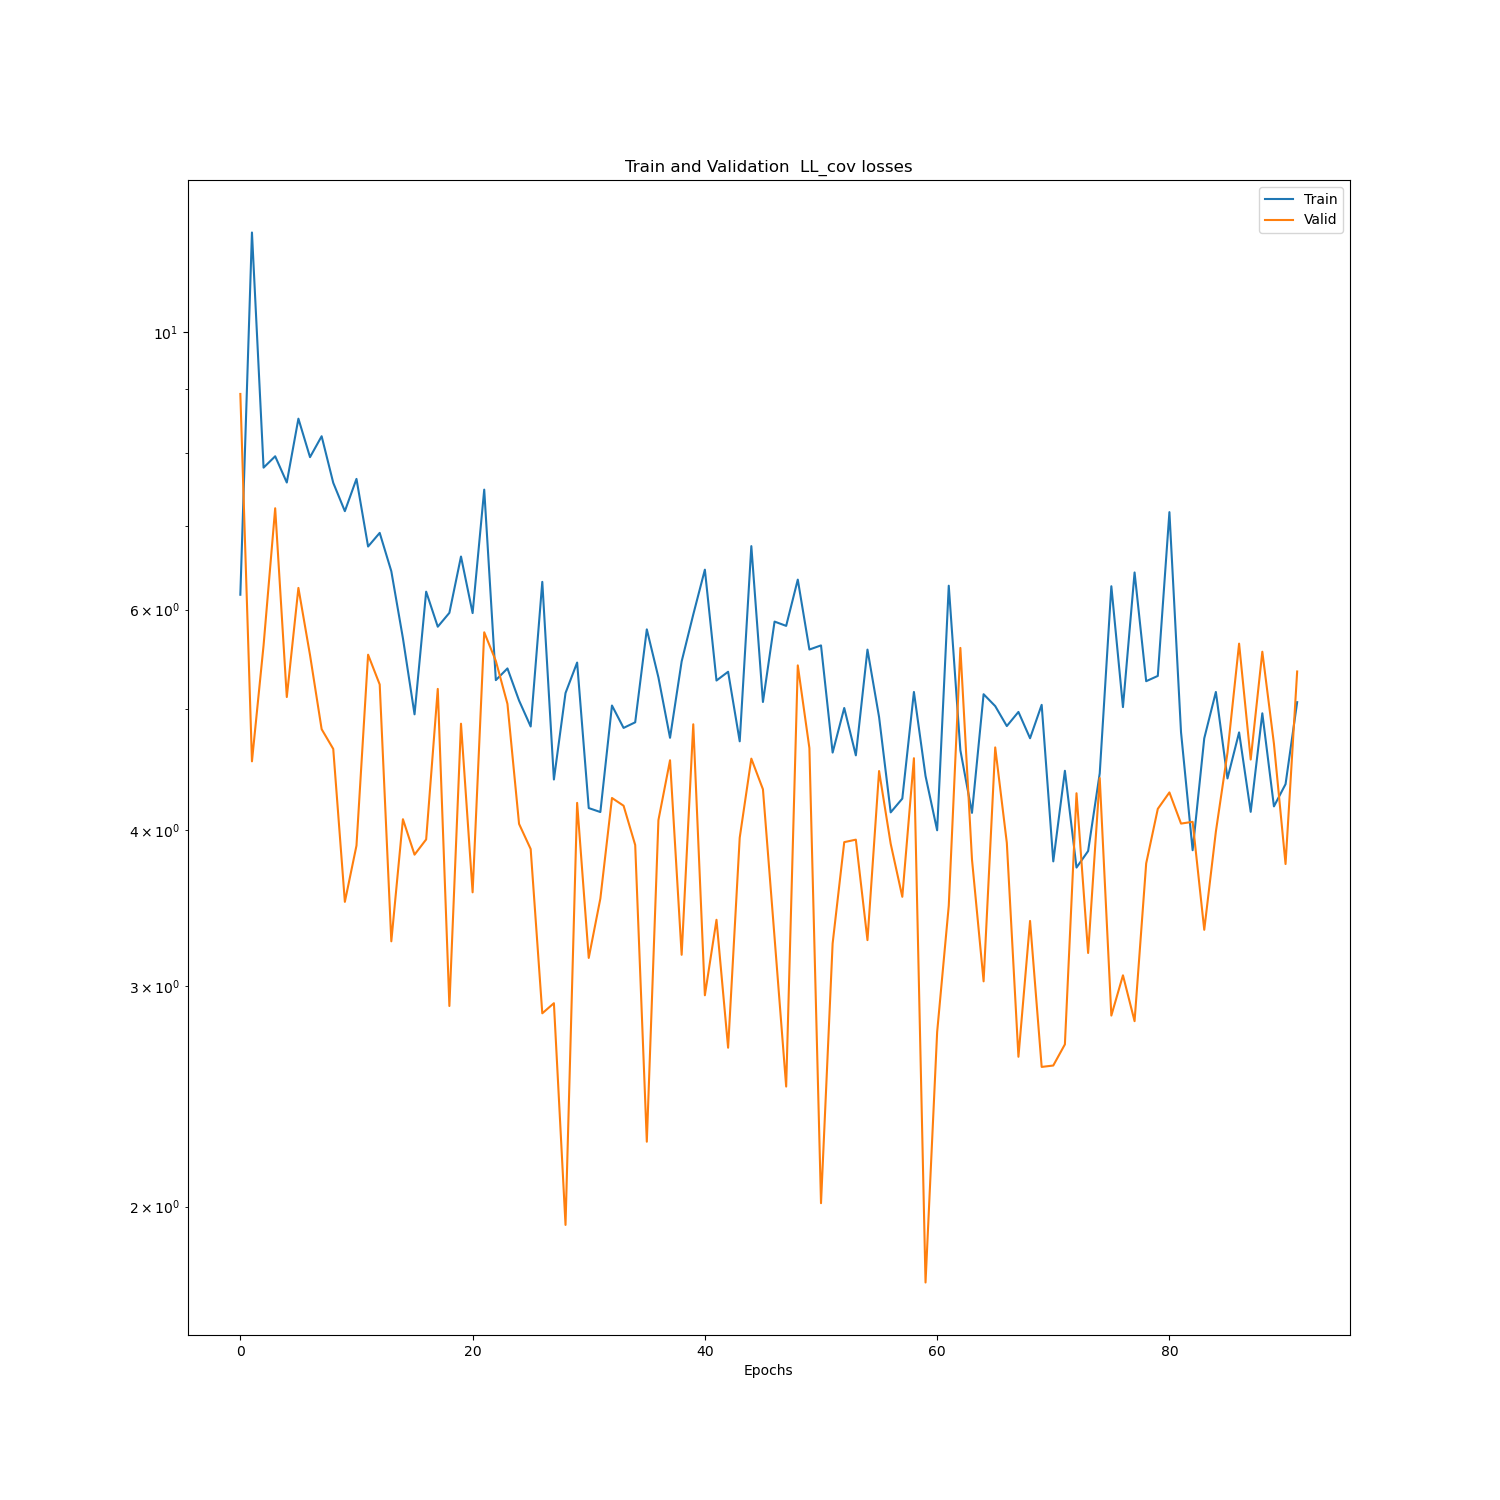 Train and Validation  LL_cov losses
Train
Valid
10¹
6 × 10⁰
4 × 10⁰
3 × 10⁰
2 × 10⁰
0 20 40 60 80
Epochs